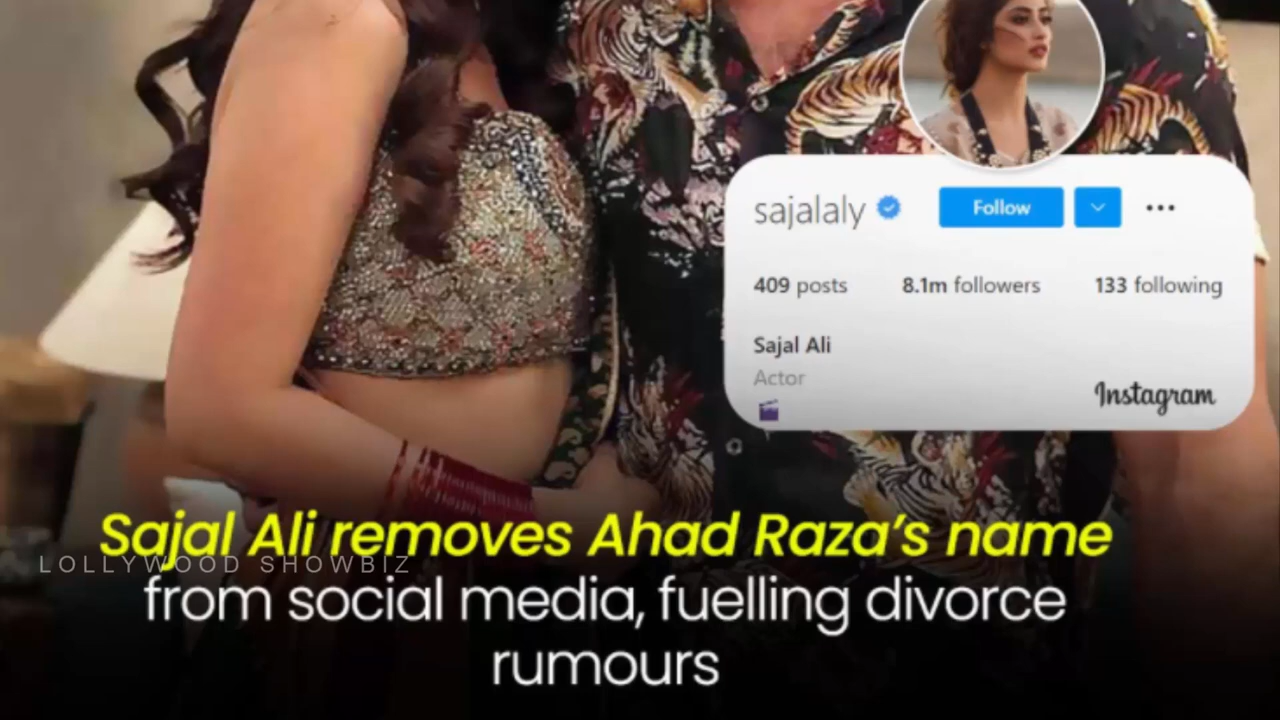 sajalaly
Follow
409 posts 8.1m followers 133 following
Sajal Ali
Actor
Instagram
Sajal Ali removes Ahad Raza’s name
LOLLYWOOD SHOWBIZ
from social media, fuelling divorce
rumours